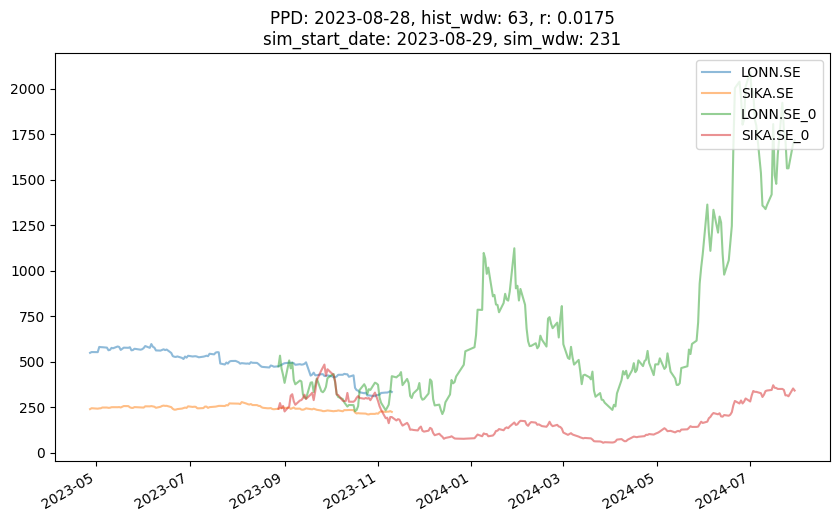 PPD: 2023-08-28, hist_wdw: 63, r: 0.0175
sim_start_date: 2023-08-29, sim_wdw: 231
LONN.SE
SIKA.SE
LONN.SE_0
SIKA.SE_0
2000
1750
1500
1250
1000
750
500
250
0
2023-05
2023-07
2023-09
2023-11
2024-01
2024-03
2024-05
2024-07